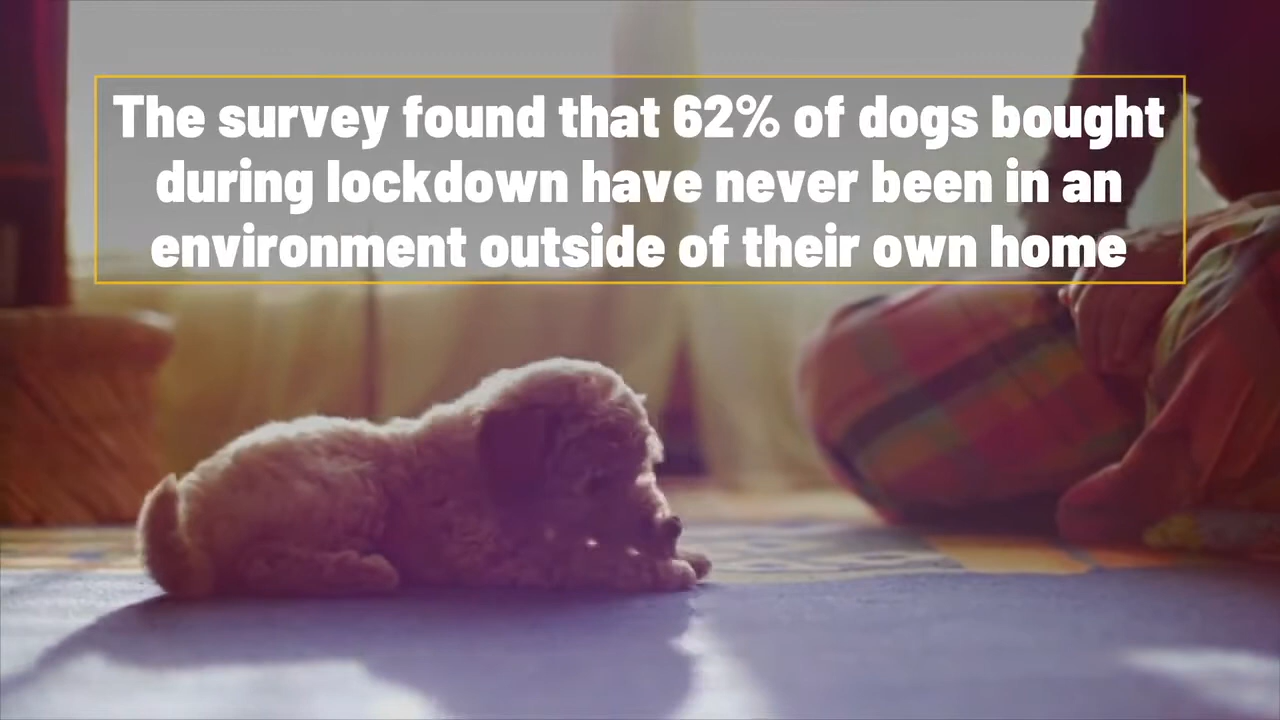 The survey found that 62% of dogs bought
during lockdown have never been in an
environment outside of their own home